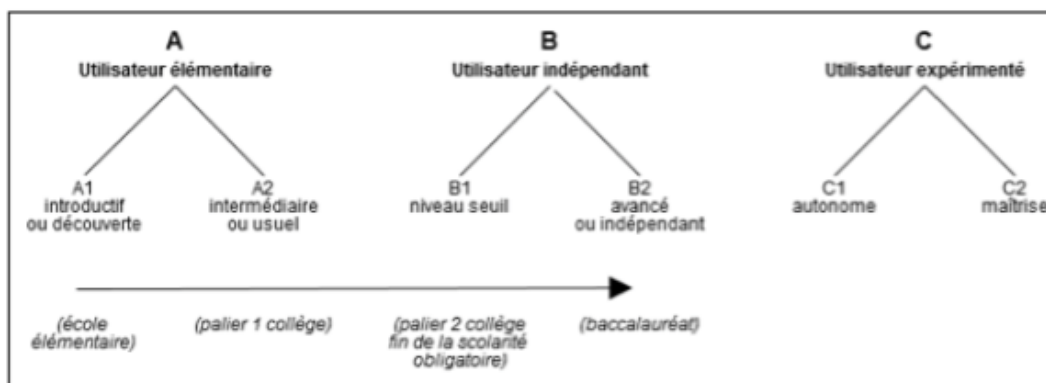 A
Utilisateur élémentaire
B
Utilisateur indépendant
C
Utilisateur expérimenté
A1
introductif
ou découverte
A2
intermédiaire
ou usuel
B1
niveau seuil
B2
avancé
ou indépendant
C1
autonome
C2
maîtrise
(école
élémentaire)
(palier 1 collège)
(palier 2 collège
fin de la scolarité
obligatoire)
(baccalauréat)